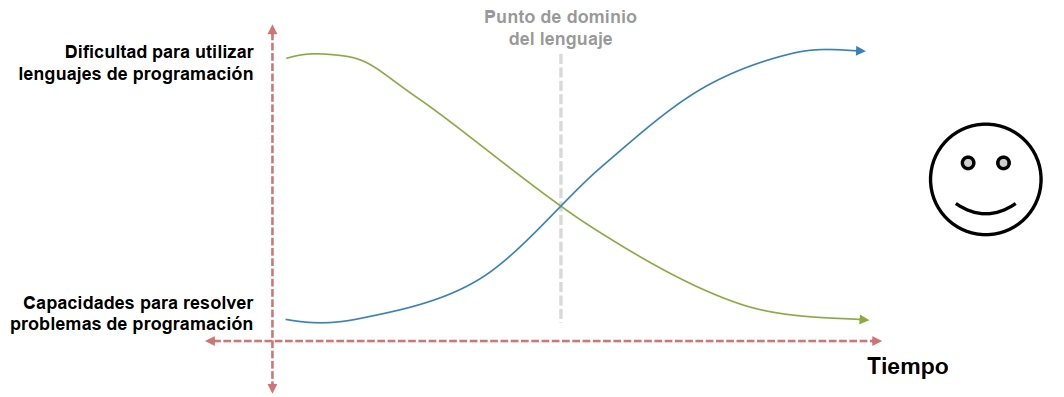 Punto de dominio
del lenguaje
Dificultad para utilizar
lenguajes de programación
Capacidades para resolver
problemas de programación
Tiempo